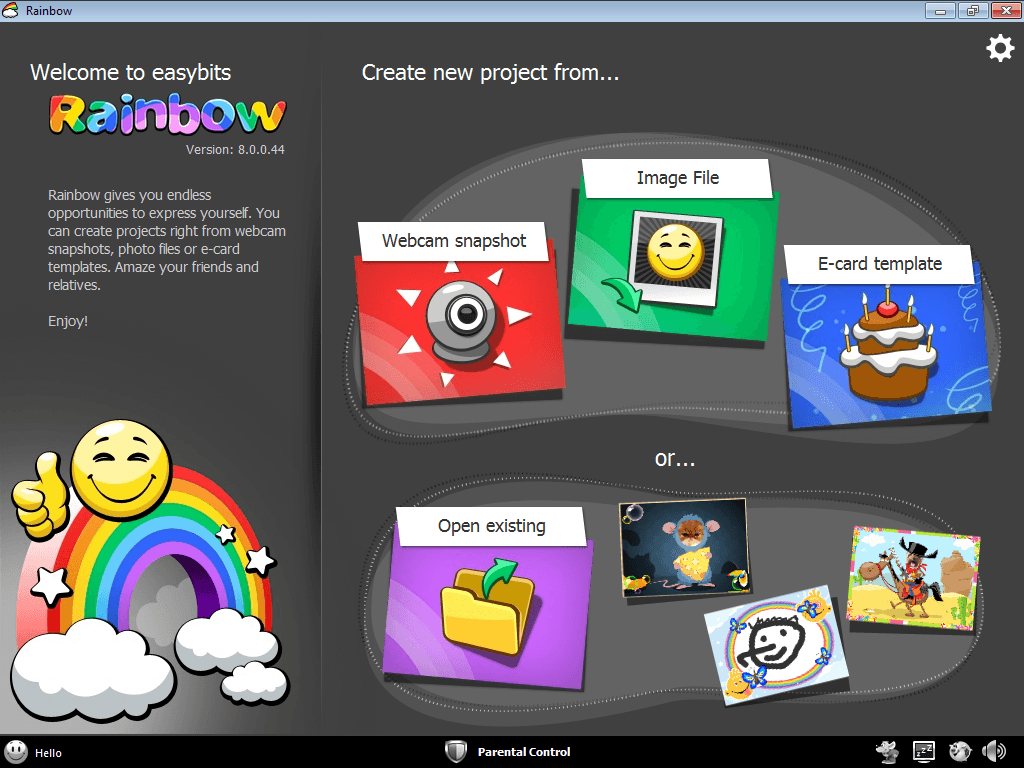 Rainbow
Welcome to easybits
Rainbow
Version: 8.0.0.44
Rainbow gives you endless
opportunities to express yourself. You
can create projects right from webcam
snapshots, photo files or e-card
templates. Amaze your friends and
relatives.
Enjoy!
Create new project from...
Webcam snapshot
Image File
E-card template
or...
Open existing
Hello
Parental Control
zZZ